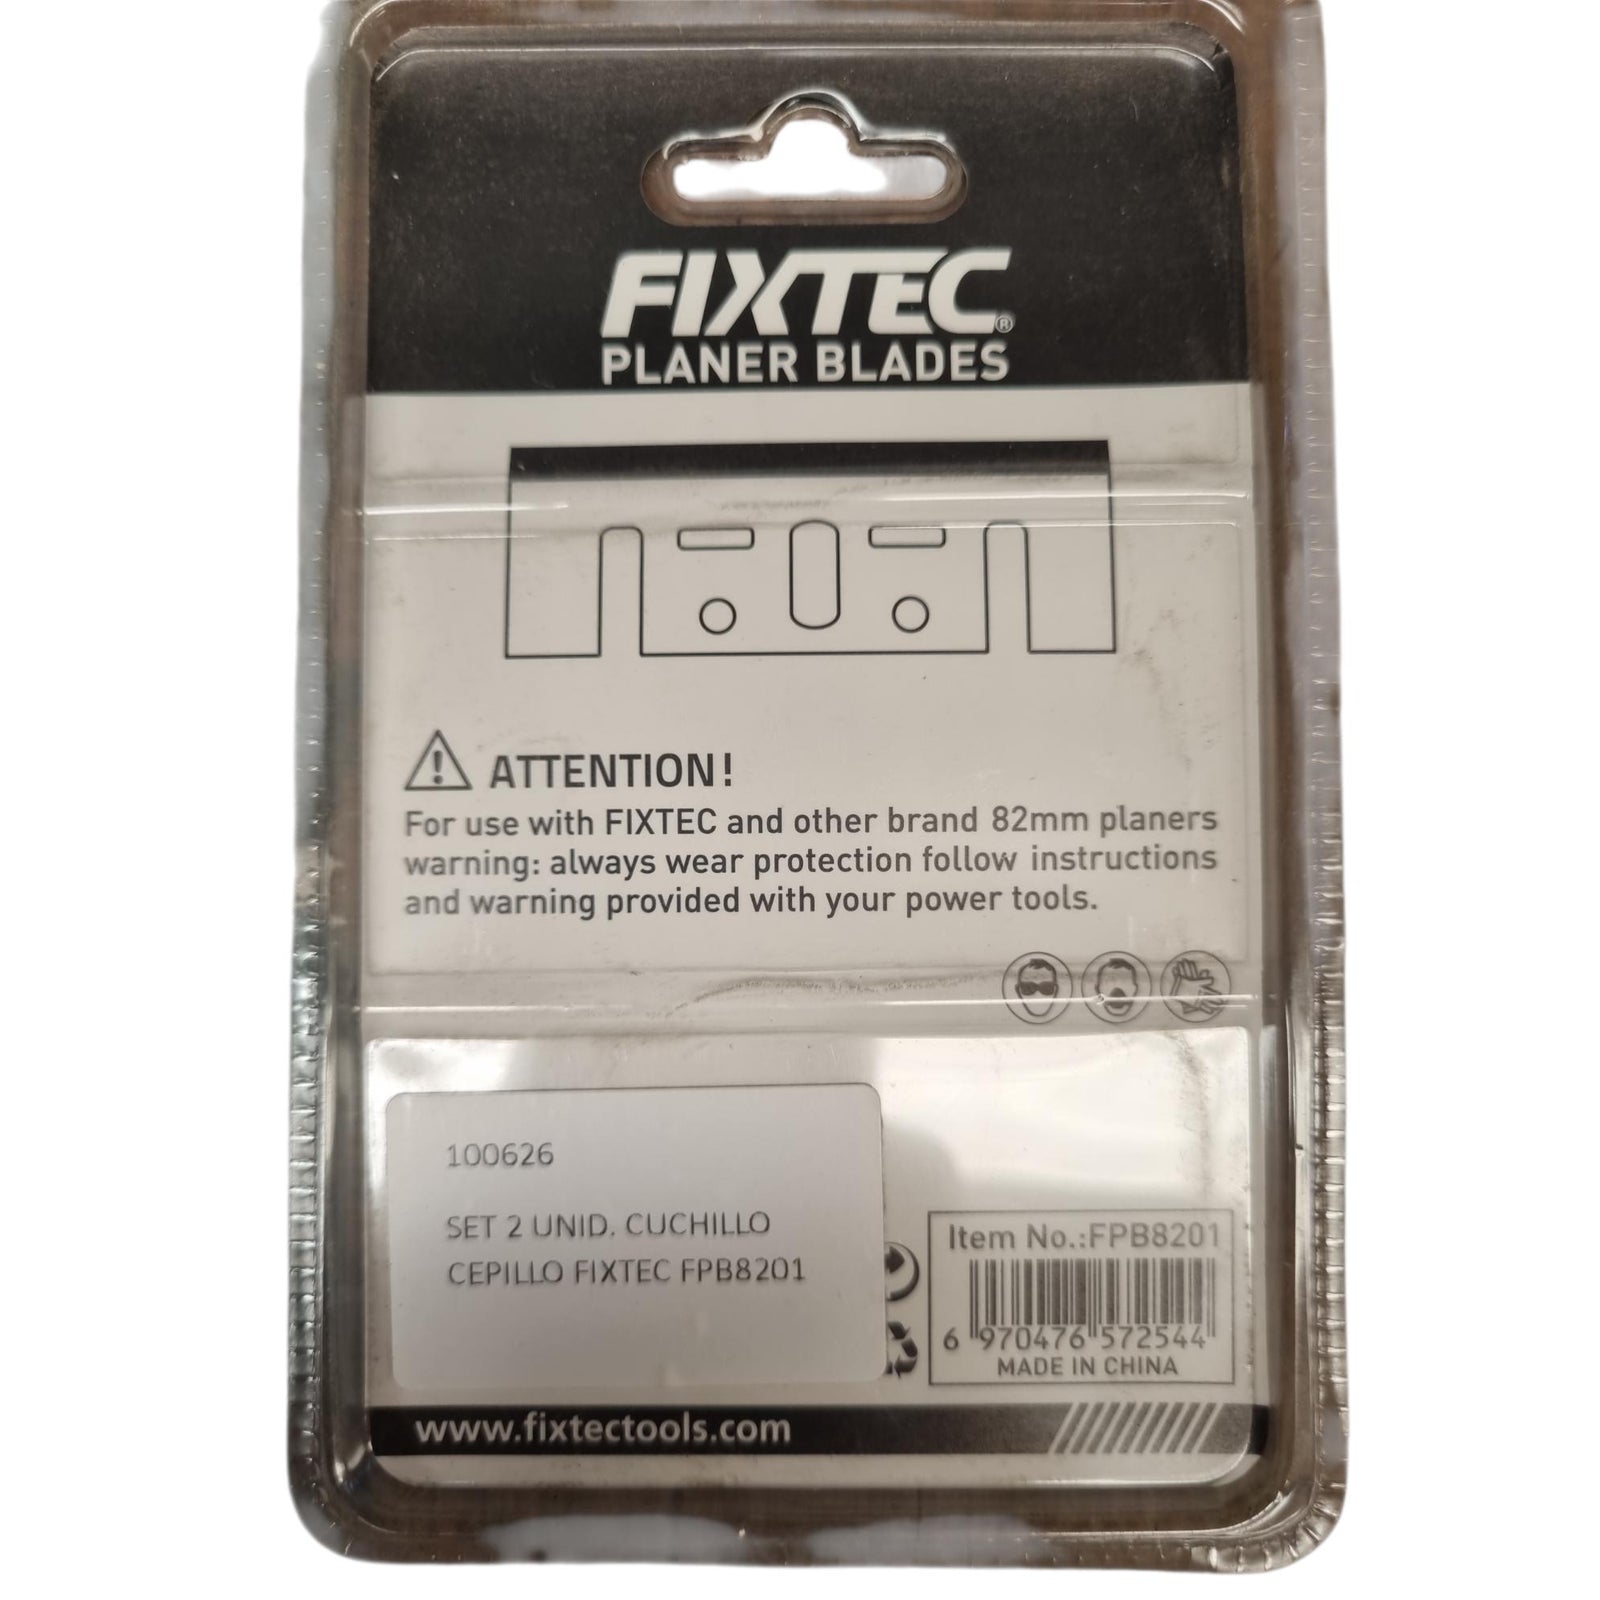 FIXTEC®
PLANER BLADES
ATTENTION!
For use with FIXTEC and other brand 82mm planers
warning: always wear protection follow instructions
and warning provided with your power tools.
100626
SET 2 UNID. CUCHILLO
CEPILLO FIXTEC FPB8201
Item No.:FPB8201
6 970476 572544
MADE IN CHINA
www.fixtectools.com